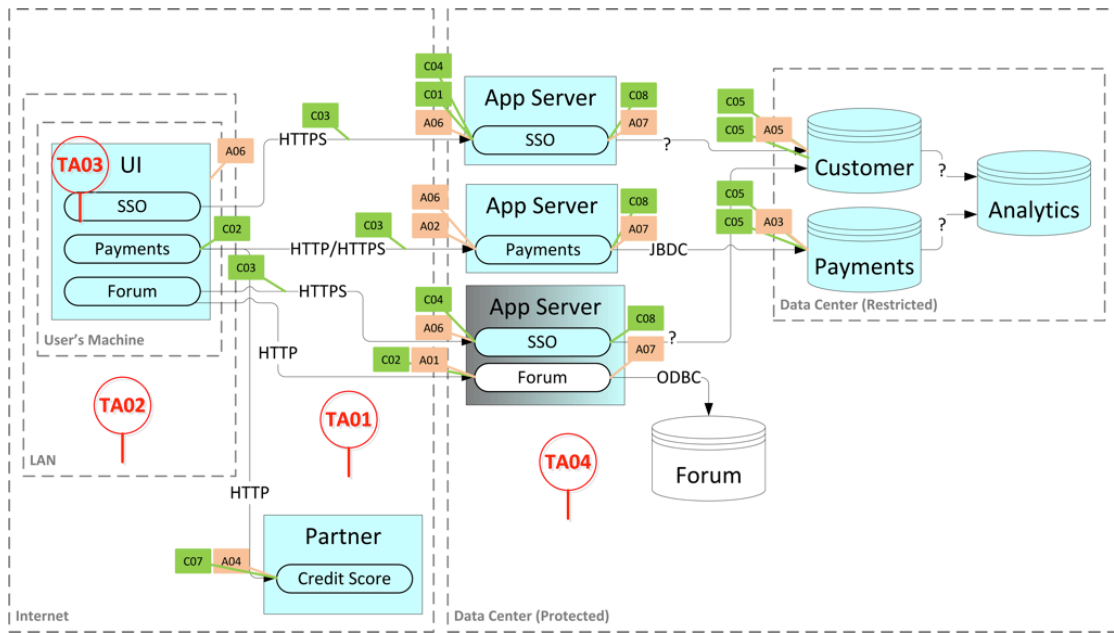 C04
C01
A06
App Server
SSO
C08
A07
C03
HTTPS
?
C05
C05
A05
Customer
?
Analytics
TA03
UI
A06
SSO
Payments
Forum
C02
C03
HTTP/HTTPS
C03
HTTPS
User's Machine
A06
A02
App Server
Payments
C08
A07
JBDC
C05
C05
A03
Payments
?
Data Center (Restricted)
C04
A06
App Server
SSO
Forum
C08
?
A07
C02
A01
HTTP
ODBC
Forum
TA02
TA01
TA04
LAN
HTTP
Partner
Credit Score
C07
A04
Internet
Data Center (Protected)